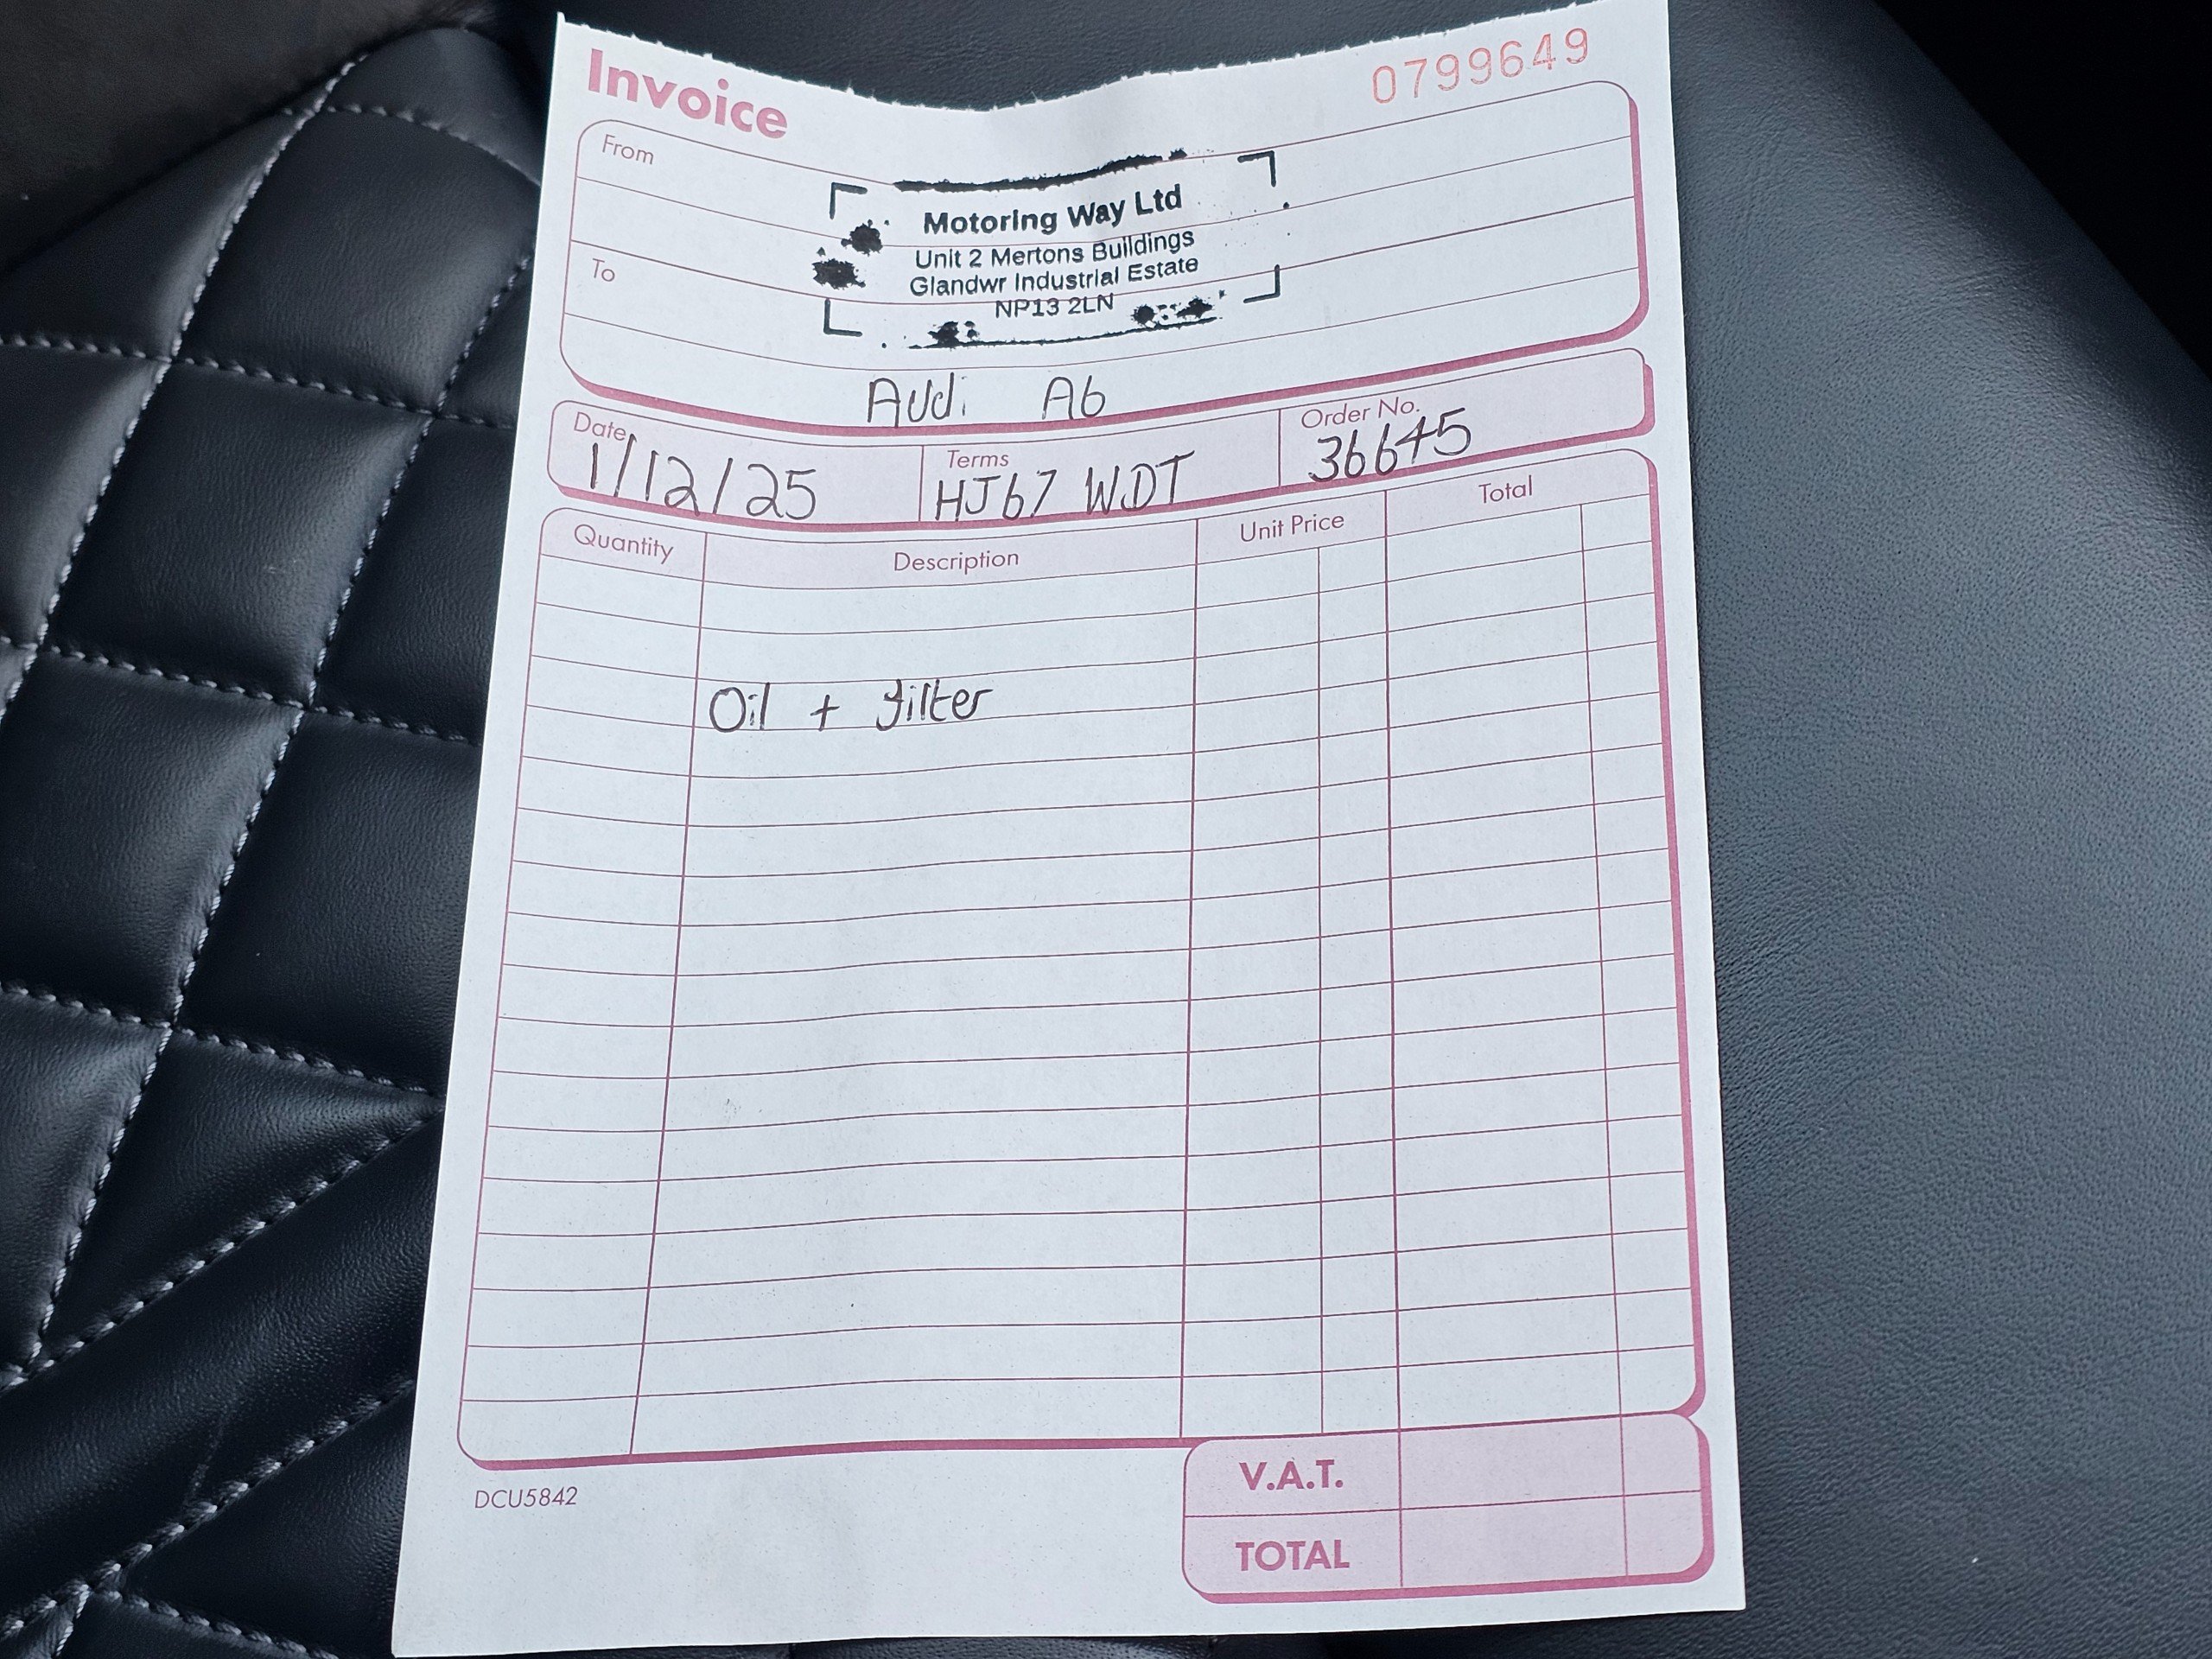 Invoice
0799649
From
Motoring Way Ltd
Unit 2 Mertons Buildings
Glandwr Industrial Estate
NP13 2LN
To
Audi A6
Date 1/12/25
Terms HJ67 WDT
Order No. 36645
Quantity Description Unit Price Total
Oil + filter
V.A.T.
TOTAL
DCU5842